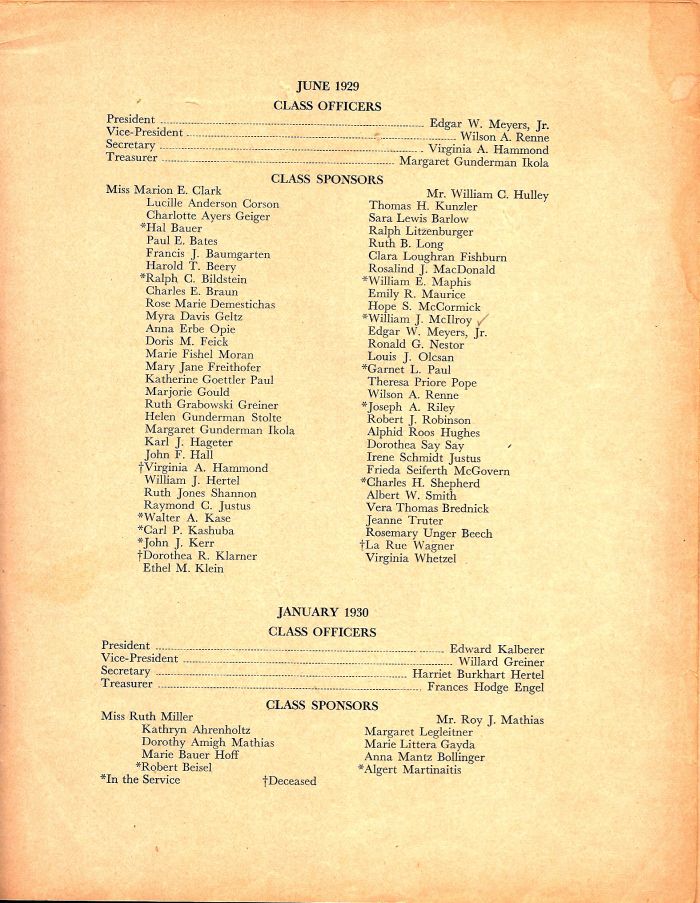 JUNE 1929
CLASS OFFICERS
President ........ Edgar W. Meyers, Jr.
Vice-President ........ Wilson A. Renne
Secretary ........ Virginia A. Hammond
Treasurer ........ Margaret Gunderman Ikola
CLASS SPONSORS
Miss Marion E. Clark
Lucille Anderson Corson
Charlotte Ayers Geiger
*Hal Bauer
Paul E. Bates
Francis J. Baumgarten
Harold T. Beery
*Ralph C. Bildstein
Charles E. Braun
Rose Marie Demestichas
Myra Davis Geltz
Anna Erbe Opie
Doris M. Feick
Marie Fishel Moran
Mary Jane Freithofer
Katherine Goettler Paul
Marjorie Gould
Ruth Grabowski Greiner
Helen Gunderman Stolte
Margaret Gunderman Ikola
Karl J. Hageter
John F. Hall
†Virginia A. Hammond
William J. Hertel
Ruth Jones Shannon
Raymond C. Justus
*Walter A. Kase
*Carl P. Kashuba
*John J. Kerr
†Dorothea R. Klarner
Ethel M. Klein
Mr. William C. Hulley
Thomas H. Kunzler
Sara Lewis Barlow
Ralph Litzenburger
Ruth B. Long
Clara Loughran Fishburn
Rosalind J. MacDonald
*William E. Maphis
Emily R. Maurice
Hope S. McCormick
*William J. McIlroy ✓
Edgar W. Meyers, Jr.
Ronald G. Nestor
Louis J. Olcsan
*Garnet L. Paul
Theresa Priore Pope
Wilson A. Renne
*Joseph A. Riley
Robert J. Robinson
Alphid Roos Hughes
Dorothea Say Say
Irene Schmidt Justus
Frieda Seiferth McGovern
*Charles H. Shepherd
Albert W. Smith
Vera Thomas Brednick
Jeanne Truter
Rosemary Unger Beech
†La Rue Wagner
Virginia Whetzel
JANUARY 1930
CLASS OFFICERS
President ........ Edward Kalberer
Vice-President ........ Willard Greiner
Secretary ........ Harriet Burkhart Hertel
Treasurer ........ Frances Hodge Engel
CLASS SPONSORS
Miss Ruth Miller
Kathryn Ahrenholtz
Dorothy Amigh Mathias
Marie Bauer Hoff
*Robert Beisel
Mr. Roy J. Mathias
Margaret Legleitner
Marie Littera Gayda
Anna Mantz Bollinger
*Algert Martinaitis
*In the Service †Deceased